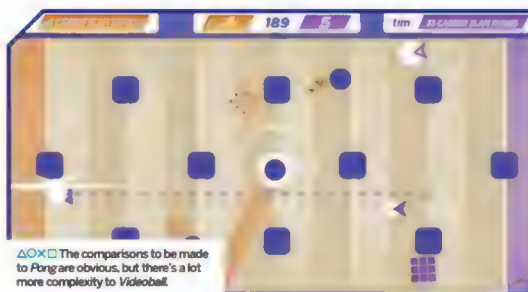 189 5 tim
△○✕□ The comparisons to be made
to Pong are obvious, but there's a lot
more complexity to Videoball.